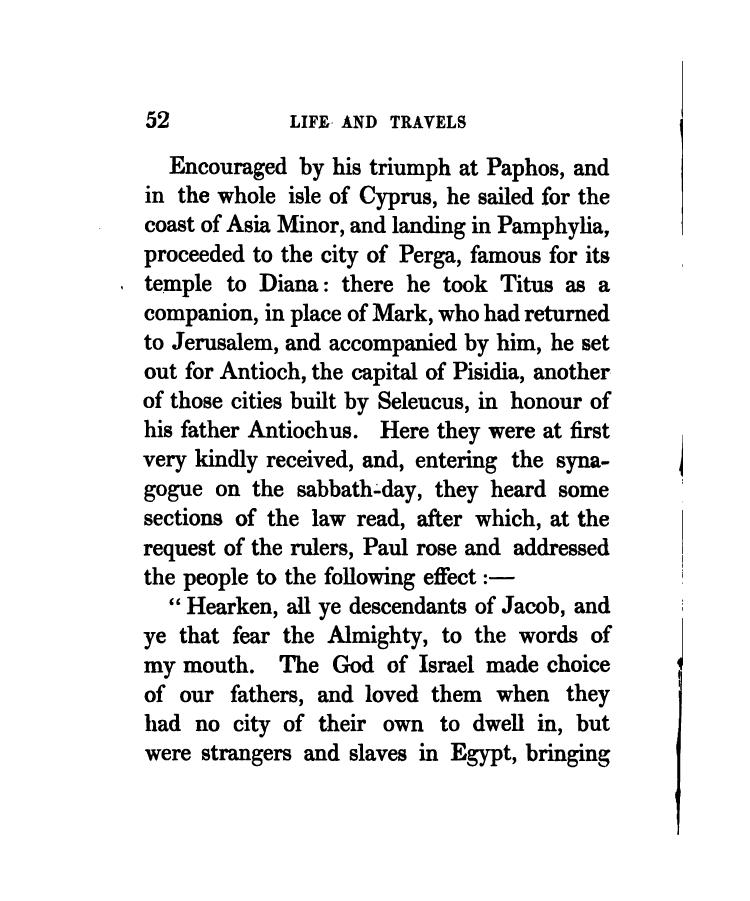 52 LIFE AND TRAVELS
Encouraged by his triumph at Paphos, and
in the whole isle of Cyprus, he sailed for the
coast of Asia Minor, and landing in Pamphylia,
proceeded to the city of Perga, famous for its
temple to Diana: there he took Titus as a
companion, in place of Mark, who had returned
to Jerusalem, and accompanied by him, he set
out for Antioch, the capital of Pisidia, another
of those cities built by Seleucus, in honour of
his father Antiochus. Here they were at first
very kindly received, and, entering the syna-
gogue on the sabbath-day, they heard some
sections of the law read, after which, at the
request of the rulers, Paul rose and addressed
the people to the following effect :—
“ Hearken, all ye descendants of Jacob, and
ye that fear the Almighty, to the words of
my mouth. The God of Israel made choice
of our fathers, and loved them when they
had no city of their own to dwell in, but
were strangers and slaves in Egypt, bringing